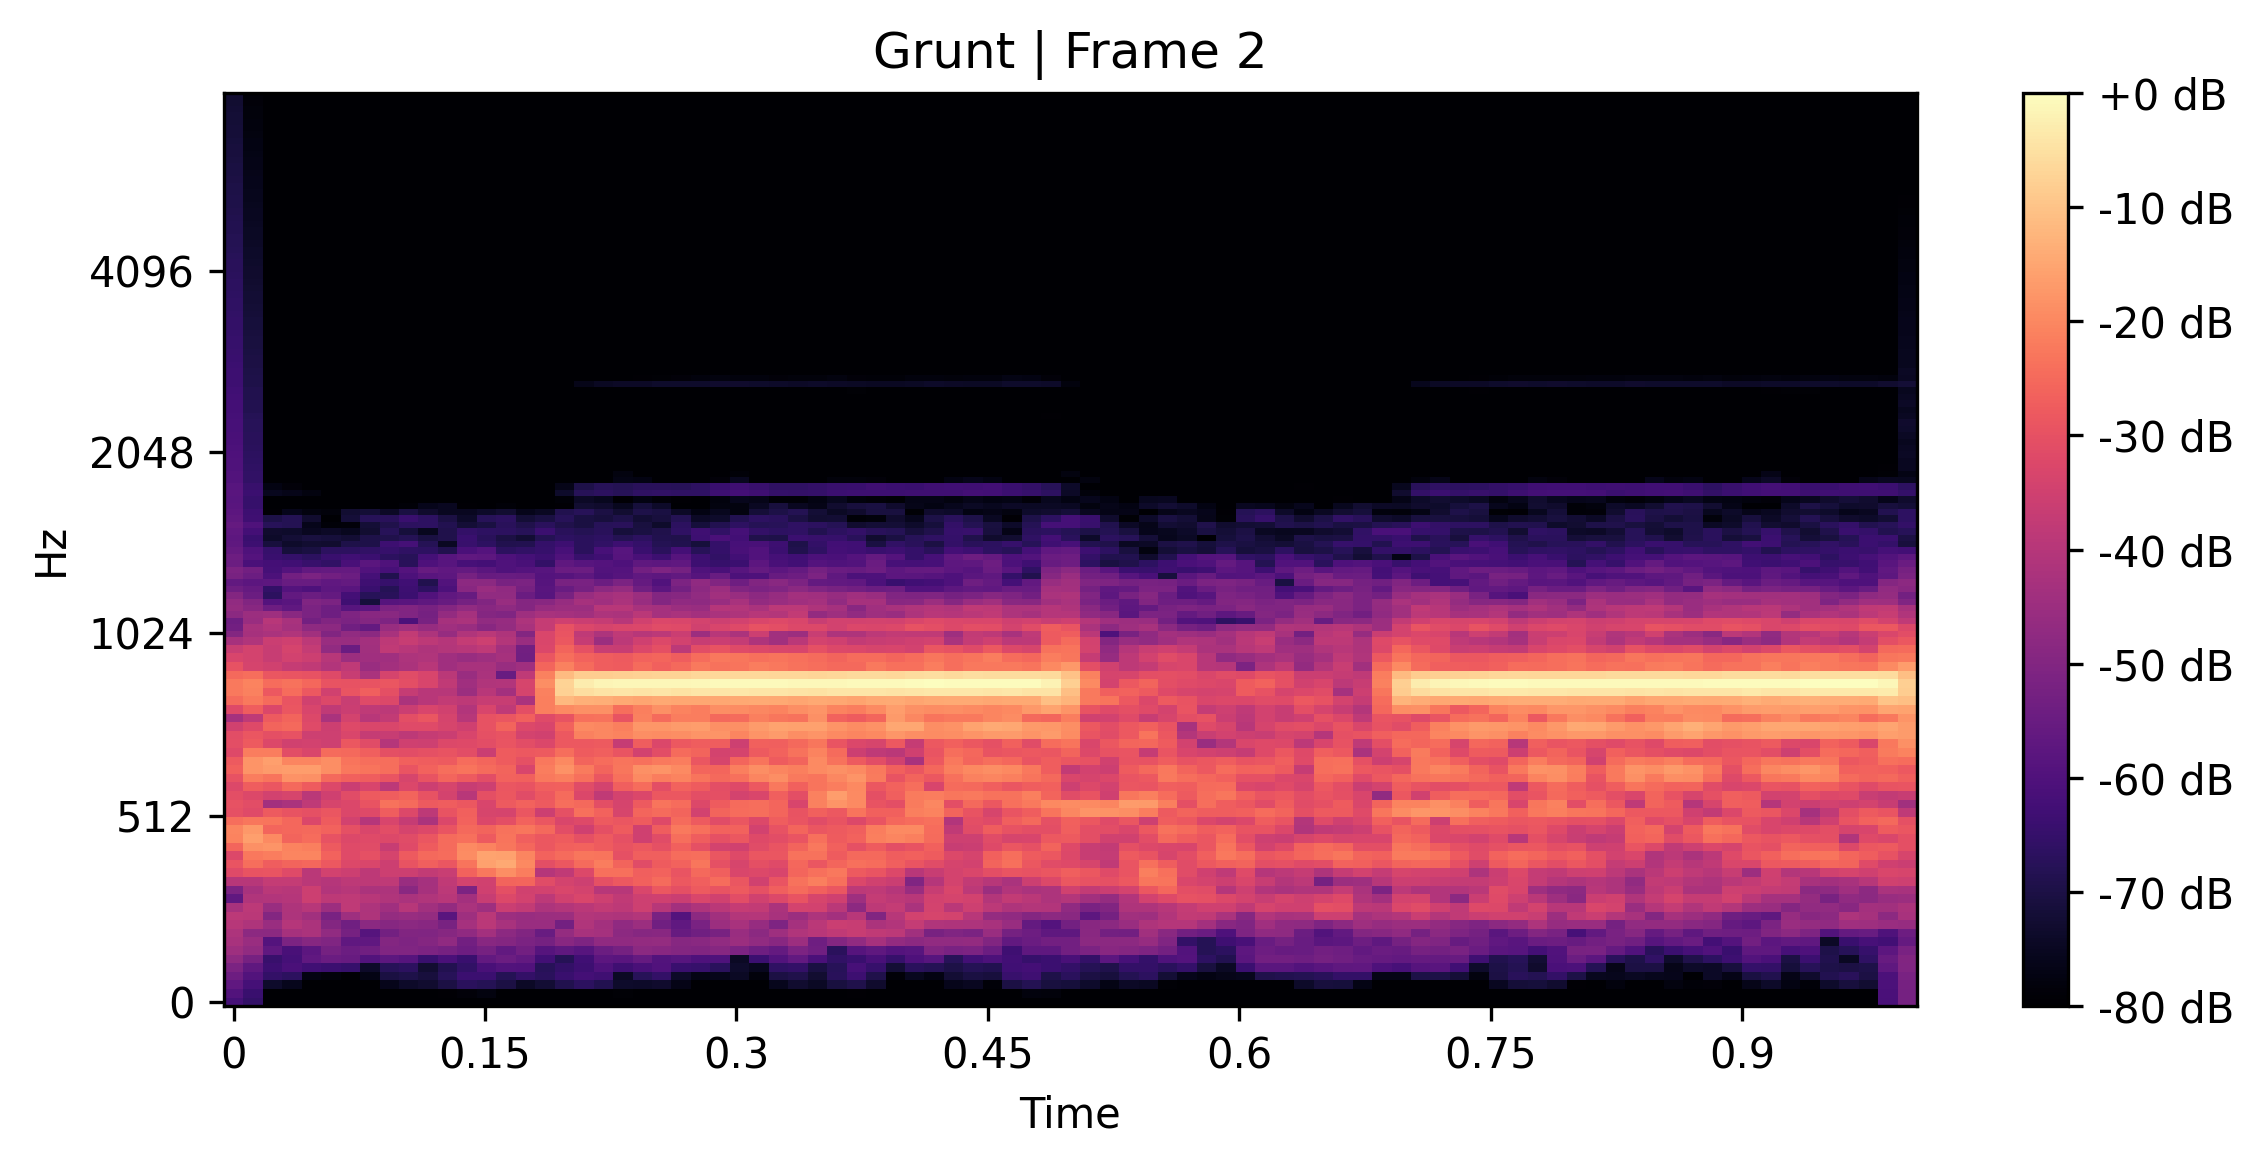 Grunt | Frame 2
+0 dB
-10 dB
-20 dB
-30 dB
-40 dB
-50 dB
-60 dB
-70 dB
-80 dB
Hz
4096
2048
1024
512
0
0 0.15 0.3 0.45 0.6 0.75 0.9
Time